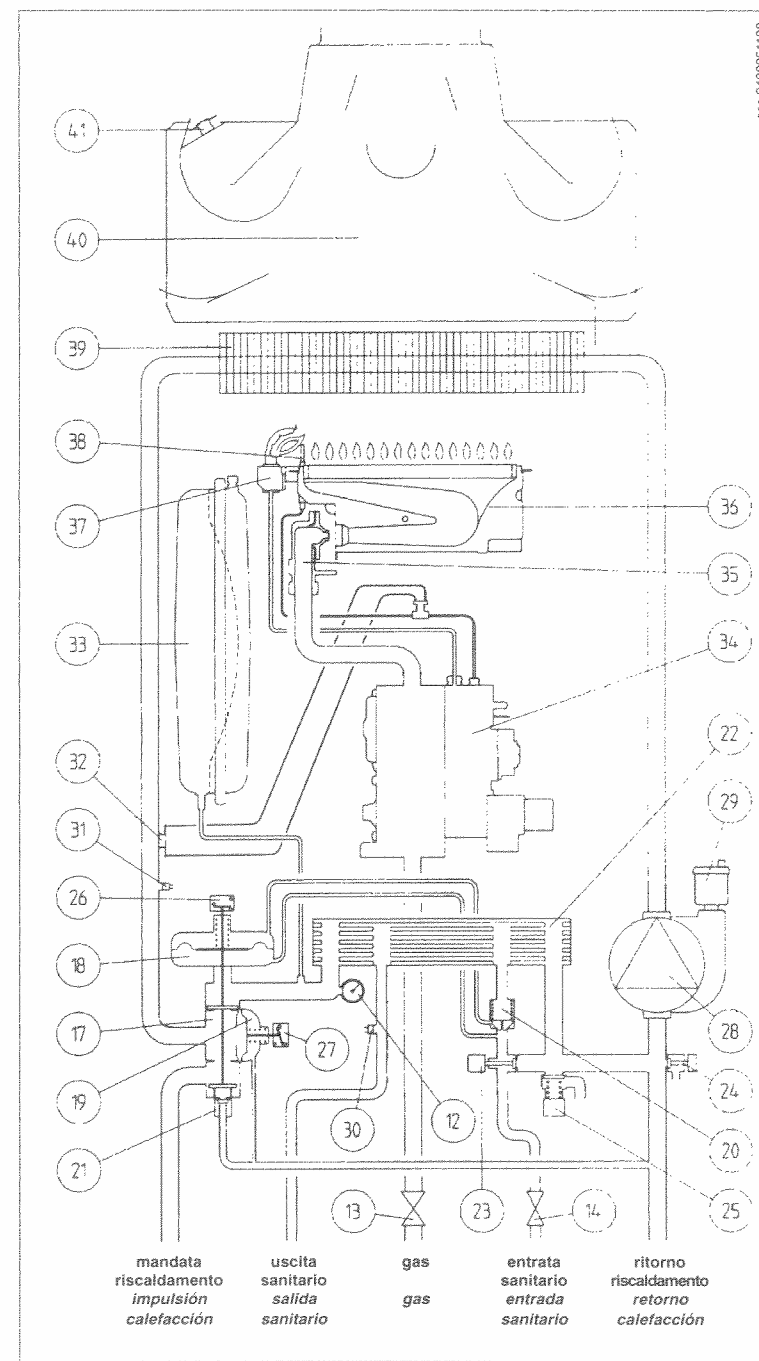 41
40
39
38
37
36
35
33
34
22
32
29
31
26
18
17
27
28
19
30
12
24
21
20
13
23
14
25
mandata riscaldamento
impulsión calefacción
uscita sanitario
salida sanitario
gas
gas
entrata sanitario
entrada sanitario
ritorno riscaldamento
retorno calefacción